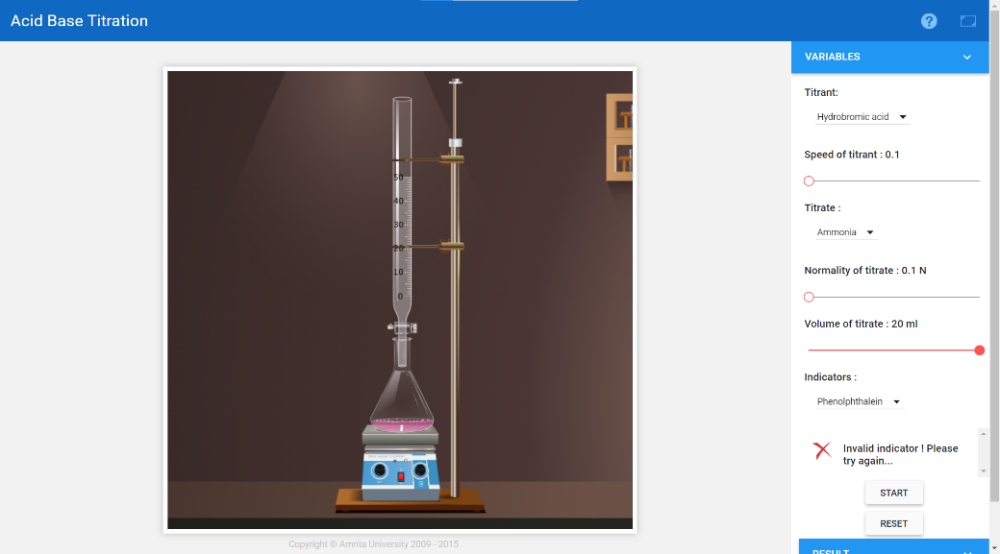 Acid Base Titration
?
VARIABLES
Titrant:
Hydrobromic acid
Speed of titrant : 0.1
Titrate :
Ammonia
Normality of titrate : 0.1 N
Volume of titrate : 20 ml
Indicators :
Phenolphthalein
Invalid indicator ! Please
try again...
START
RESET
RESULT
50
40
30
20
10
0
Copyright © Amrita University 2009 - 2015